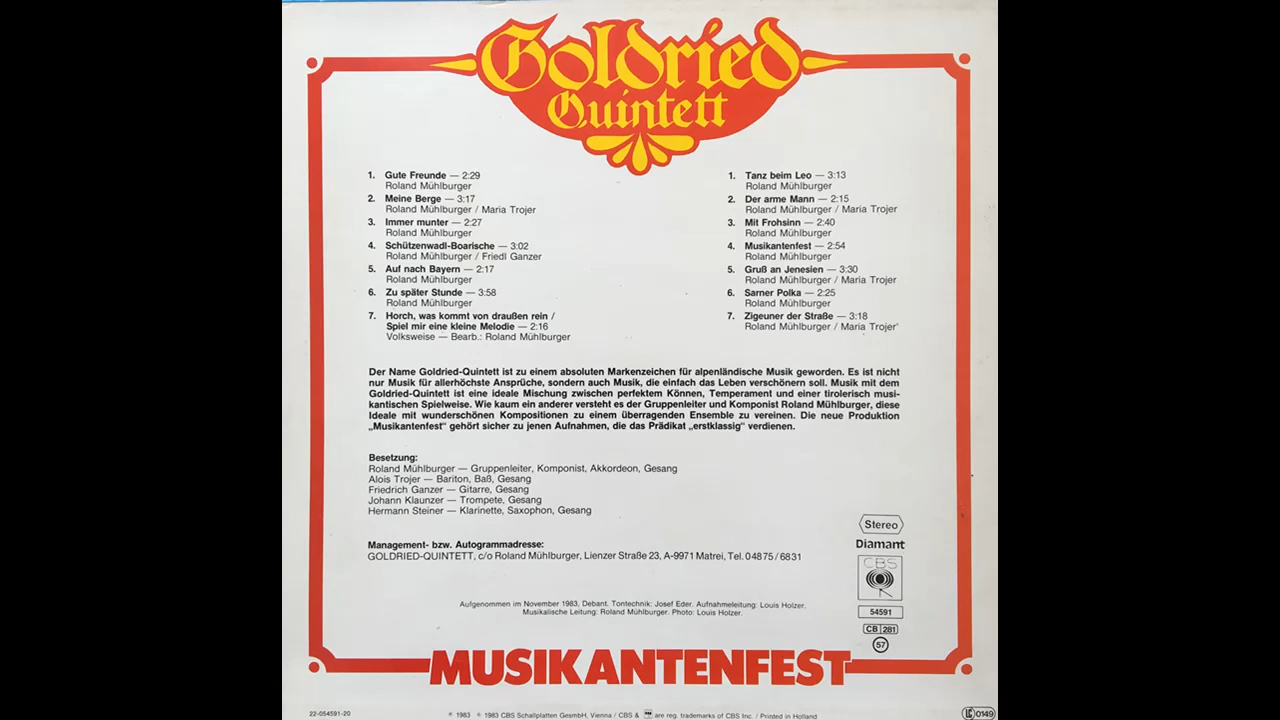 Goldried
Quintett
1. Gute Freunde — 2:29
Roland Mühlburger
2. Meine Berge — 3:17
Roland Mühlburger / Maria Trojer
3. Immer munter — 2:27
Roland Mühlburger
4. Schützenwadl-Boarische — 3:02
Roland Mühlburger / Friedl Ganzer
5. Auf nach Bayern — 2:17
Roland Mühlburger
6. Zu später Stunde — 3:58
Roland Mühlburger
7. Horch, was kommt von draußen rein /
Spiel mir eine kleine Melodie — 2:16
Volksweise — Bearb.: Roland Mühlburger
1. Tanz beim Leo — 3:13
Roland Mühlburger
2. Der arme Mann — 2:15
Roland Mühlburger / Maria Trojer
3. Mit Frohsinn — 2:40
Roland Mühlburger
4. Musikantenfest — 2:54
Roland Mühlburger
5. Gruß an Jenesien — 3:30
Roland Mühlburger / Maria Trojer
6. Sarner Polka — 2:25
Roland Mühlburger
7. Zigeuner der Straße — 3:18
Roland Mühlburger / Maria Trojer
Der Name Goldried-Quintett ist zu einem absoluten Markenzeichen für alpenländische Musik geworden. Es ist nicht
nur Musik für allerhöchste Ansprüche, sondern auch Musik, die einfach das Leben verschönern soll. Musik mit dem
Goldried-Quintett ist eine ideale Mischung zwischen perfektem Können, Temperament und einer tirolerisch musi-
kantischen Spielweise. Wie kaum ein anderer versteht es der Gruppenleiter und Komponist Roland Mühlburger, diese
Ideale mit wunderschönen Kompositionen zu einem überragenden Ensemble zu vereinen. Die neue Produktion
„Musikantenfest“ gehört sicher zu jenen Aufnahmen, die das Prädikat „erstklassig“ verdienen.
Besetzung:
Roland Mühlburger — Gruppenleiter, Komponist, Akkordeon, Gesang
Alois Trojer — Bariton, Baß, Gesang
Friedrich Ganzer — Gitarre, Gesang
Johann Klaunzer — Trompete, Gesang
Hermann Steiner — Klarinette, Saxophon, Gesang
Management- bzw. Autogrammadresse:
GOLDRIED-QUINTETT, c/o Roland Mühlburger, Lienzer Straße 23, A-9971 Matrei, Tel. 0 48 75 / 68 31
Aufgenommen im November 1983, Debant. Tontechnik: Josef Eder. Aufnahmeleitung: Louis Holzer.
Musikalische Leitung: Roland Mühlburger. Photo: Louis Holzer.
Stereo
Diamant
CBS
54591
CB 281
57
MUSIKANTENFEST
22-054591-20
℗ 1983 © 1983 CBS Schallplatten GesmbH, Vienna / CBS & are reg. trademarks of CBS Inc. / Printed in Holland
LC 0149